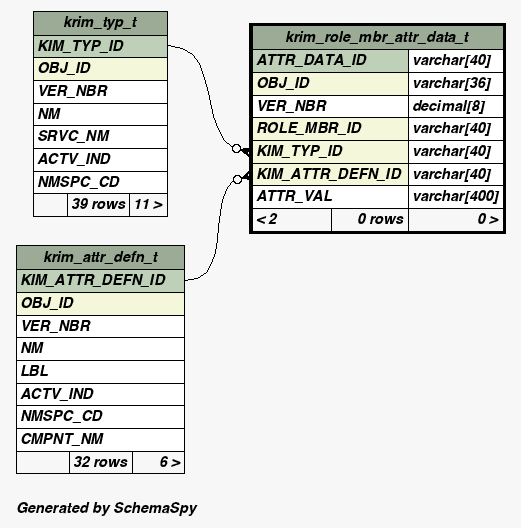 krim_typ_t
KIM_TYP_ID
OBJ_ID
VER_NBR
NM
SRVC_NM
ACTV_IND
NMSPC_CD
39 rows 11 >
krim_role_mbr_attr_data_t
ATTR_DATA_ID varchar[40]
OBJ_ID varchar[36]
VER_NBR decimal[8]
ROLE_MBR_ID varchar[40]
KIM_TYP_ID varchar[40]
KIM_ATTR_DEFN_ID varchar[40]
ATTR_VAL varchar[400]
< 2 0 rows 0 >
krim_attr_defn_t
KIM_ATTR_DEFN_ID
OBJ_ID
VER_NBR
NM
LBL
ACTV_IND
NMSPC_CD
CMPNT_NM
32 rows 6 >
Generated by SchemaSpy